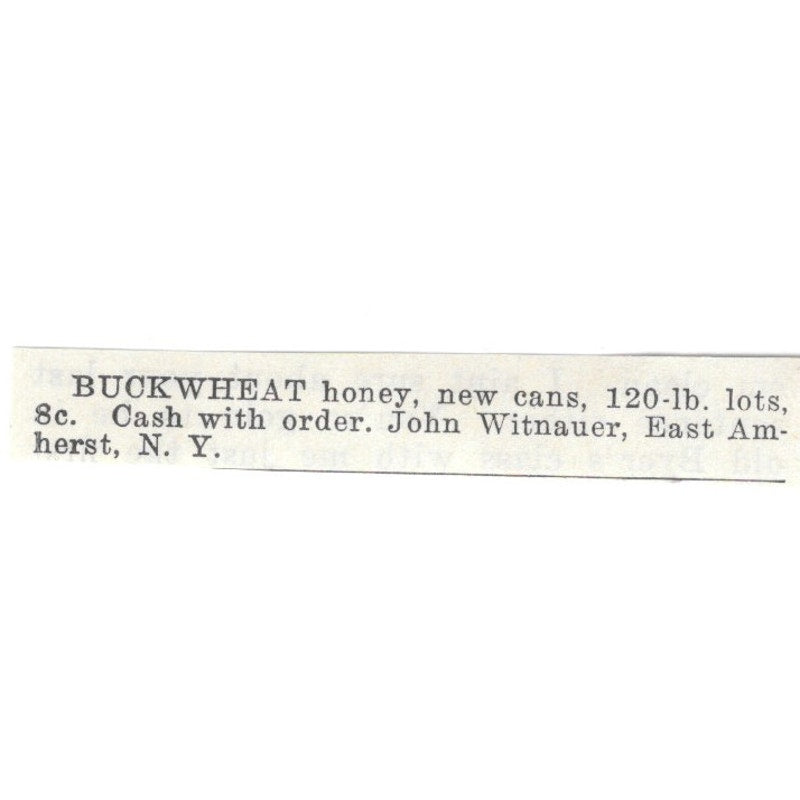 BUCKWHEAT honey, new cans, 120-lb. lots,
8c. Cash with order. John Witnauer, East Am-
herst, N. Y.